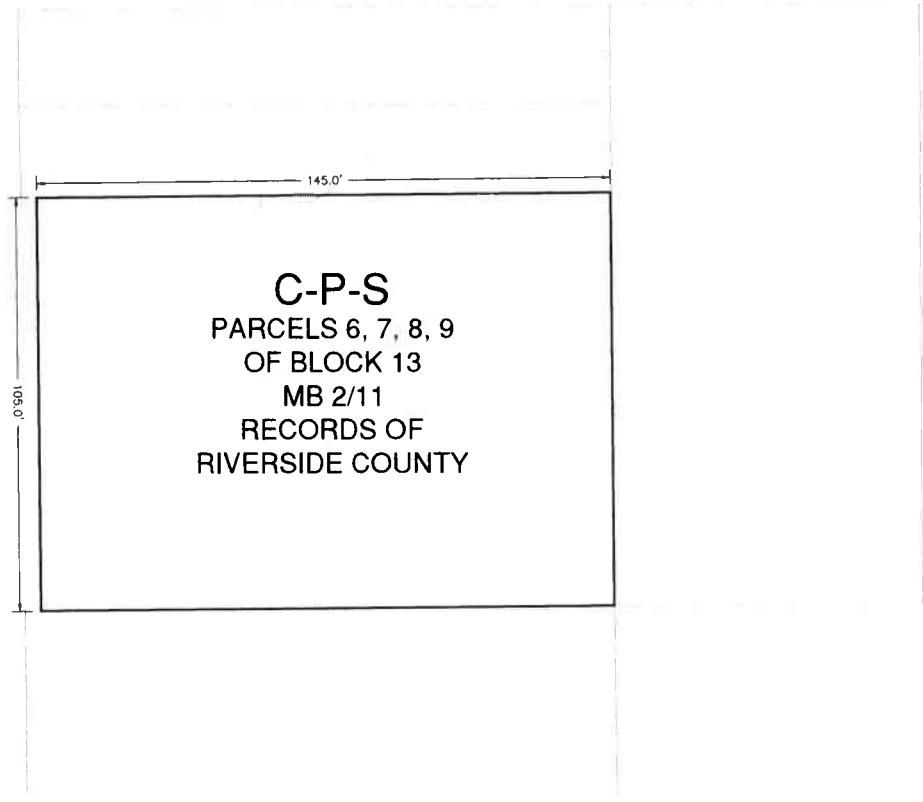 145.0'
C-P-S
PARCELS 6, 7, 8, 9
OF BLOCK 13
MB 2/11
RECORDS OF
RIVERSIDE COUNTY
105.0'